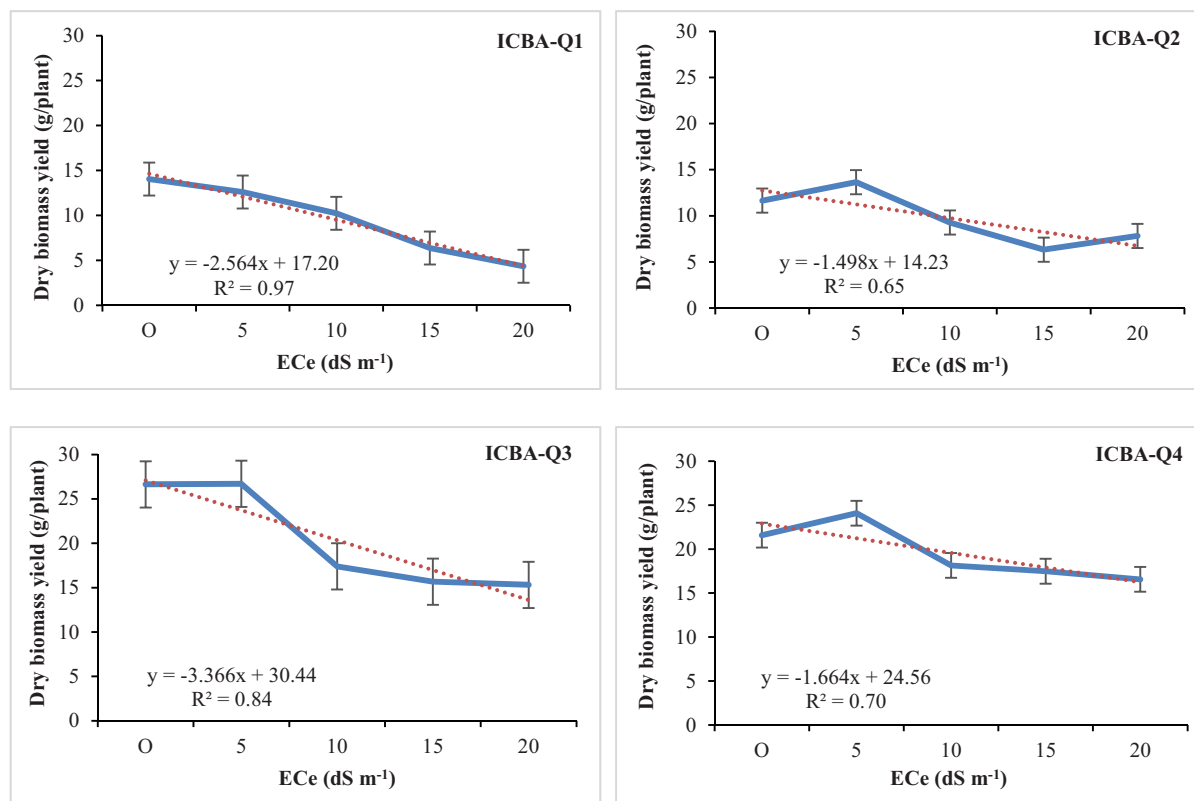 ICBA-Q1
Dry biomass yield (g/plant)
30
25
20
15
10
5
0
y = -2.564x + 17.20
R² = 0.97
O 5 10 15 20
ECe (dS m⁻¹)
ICBA-Q2
Dry biomass yield (g/plant)
30
25
20
15
10
5
0
y = -1.498x + 14.23
R² = 0.65
O 5 10 15 20
ECe (dS m⁻¹)
ICBA-Q3
Dry biomass yield (g/plant)
30
25
20
15
10
5
0
y = -3.366x + 30.44
R² = 0.84
O 5 10 15 20
ECe (dS m⁻¹)
ICBA-Q4
Dry biomass yield (g/plant)
30
25
20
15
10
5
0
y = -1.664x + 24.56
R² = 0.70
O 5 10 15 20
ECe (dS m⁻¹)